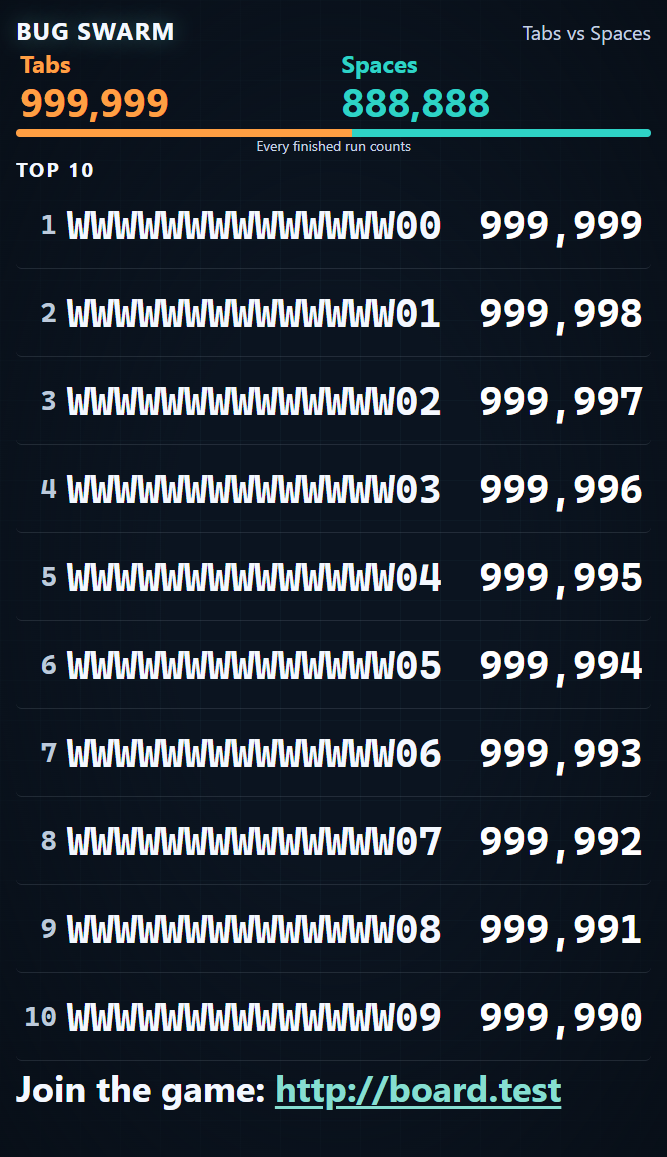 BUG SWARM
Tabs vs Spaces
Tabs
Spaces
999,999
888,888
Every finished run counts
TOP 10
1 WWWWWWWWWWWWWW00 999,999
2 WWWWWWWWWWWWWW01 999,998
3 WWWWWWWWWWWWWW02 999,997
4 WWWWWWWWWWWWWW03 999,996
5 WWWWWWWWWWWWWW04 999,995
6 WWWWWWWWWWWWWW05 999,994
7 WWWWWWWWWWWWWW06 999,993
8 WWWWWWWWWWWWWW07 999,992
9 WWWWWWWWWWWWWW08 999,991
10 WWWWWWWWWWWWWW09 999,990
Join the game: http://board.test